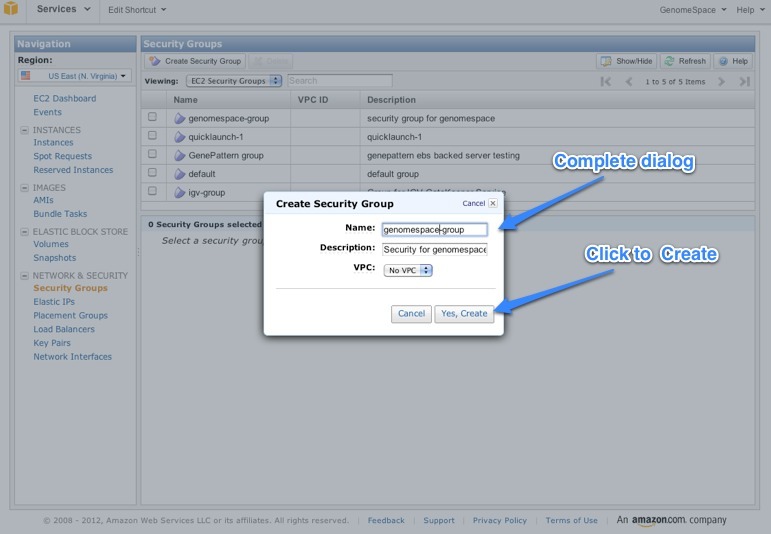 Services Edit Shortcut GenomeSpace Help
Navigation
Region:
US East (N. Virginia)
EC2 Dashboard
Events
INSTANCES
Instances
Spot Requests
Reserved Instances
IMAGES
AMIs
Bundle Tasks
ELASTIC BLOCK STORE
Volumes
Snapshots
NETWORK & SECURITY
Security Groups
Elastic IPs
Placement Groups
Load Balancers
Key Pairs
Network Interfaces
Security Groups
Create Security Group Delete Show/Hide Refresh Help
Viewing: EC2 Security Groups Search 1 to 5 of 5 Items
Name VPC ID Description
genomespace-group security group for genomespace
quicklaunch-1 quicklaunch-1
GenePattern group genepattern ebs backed server testing
default default group
igv-group
0 Security Groups selected
Select a security grou
Create Security Group Cancel
Name: genomespace-group
Description: Security for genomespace
VPC: No VPC
Cancel Yes, Create
Complete dialog
Click to Create
© 2008 - 2012, Amazon Web Services LLC or its affiliates. All rights reserved. Feedback Support Privacy Policy Terms of Use An amazon.com. company